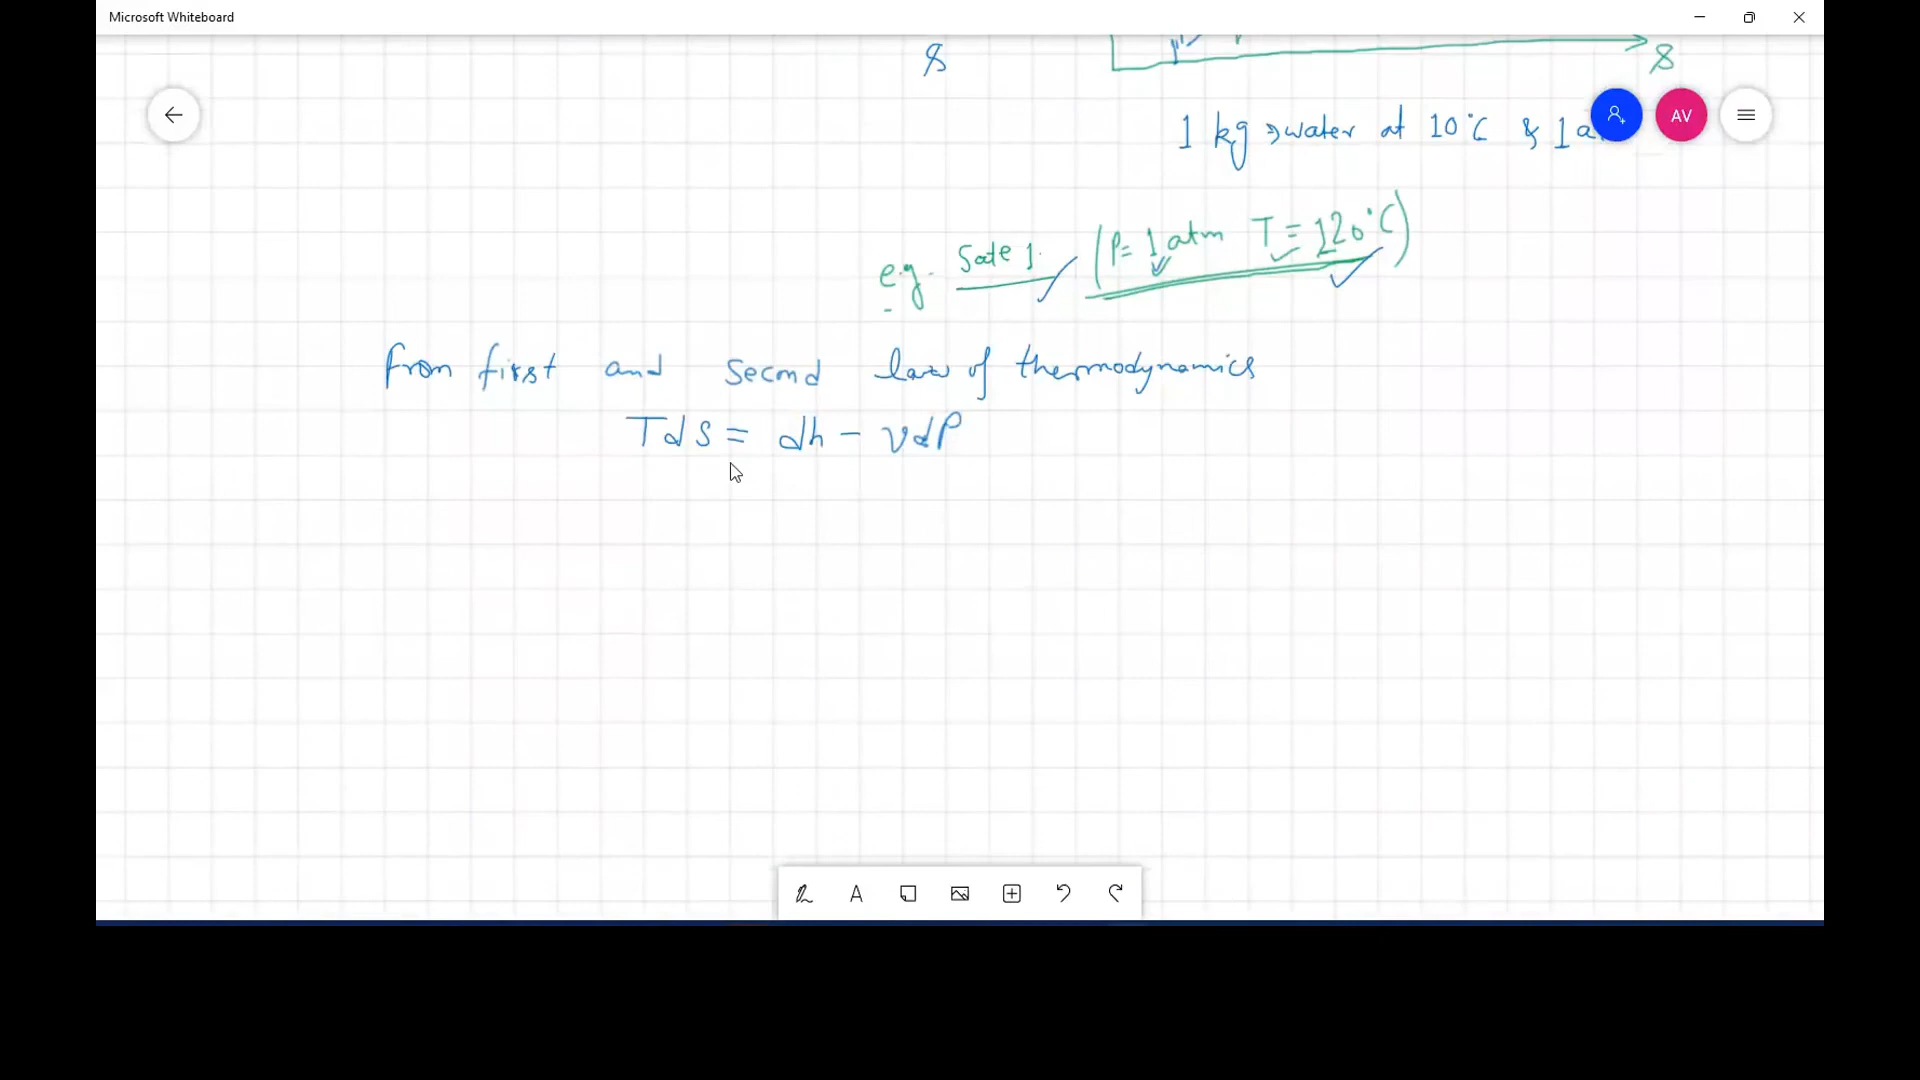 Microsoft Whiteboard
s
s
1 kg water at 10°C & 1 a
AV
e.g. Sate 1. (P= 1 atm T = 120°C)
from first and second law of thermodynamics
Tds = dh - vdP